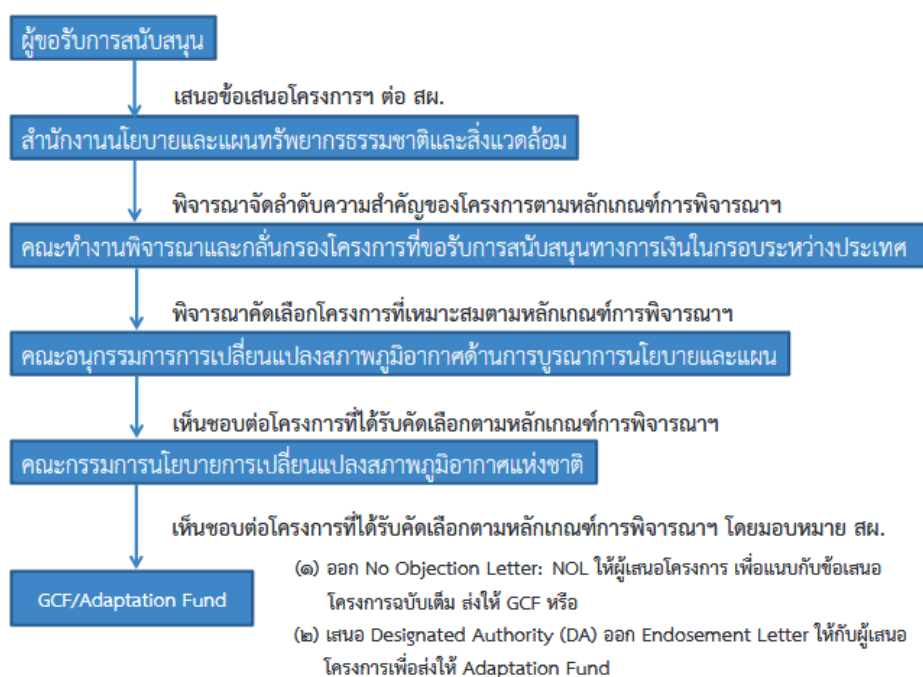 ผู้ขอรับการสนับสนุน
เสนอข้อเสนอโครงการฯ ต่อ สผ.
สำนักงานนโยบายและแผนทรัพยากรธรรมชาติและสิ่งแวดล้อม
พิจารณาจัดลำดับความสำคัญของโครงการตามหลักเกณฑ์การพิจารณาฯ
คณะทำงานพิจารณาและกลั่นกรองโครงการที่ขอรับการสนับสนุนทางการเงินในกรอบระหว่างประเทศ
พิจารณาคัดเลือกโครงการที่เหมาะสมตามหลักเกณฑ์การพิจารณาฯ
คณะอนุกรรมการการเปลี่ยนแปลงสภาพภูมิอากาศด้านการบูรณาการนโยบายและแผน
เห็นชอบต่อโครงการที่ได้รับคัดเลือกตามหลักเกณฑ์การพิจารณาฯ
คณะกรรมการนโยบายการเปลี่ยนแปลงสภาพภูมิอากาศแห่งชาติ
เห็นชอบต่อโครงการที่ได้รับคัดเลือกตามหลักเกณฑ์การพิจารณาฯ โดยมอบหมาย สผ.
GCF/Adaptation Fund
(๑) ออก No Objection Letter: NOL ให้ผู้เสนอโครงการ เพื่อแนบกับข้อเสนอ
โครงการฉบับเต็ม ส่งให้ GCF หรือ
(๒) เสนอ Designated Authority (DA) ออก Endosement Letter ให้กับผู้เสนอ
โครงการเพื่อส่งให้ Adaptation Fund